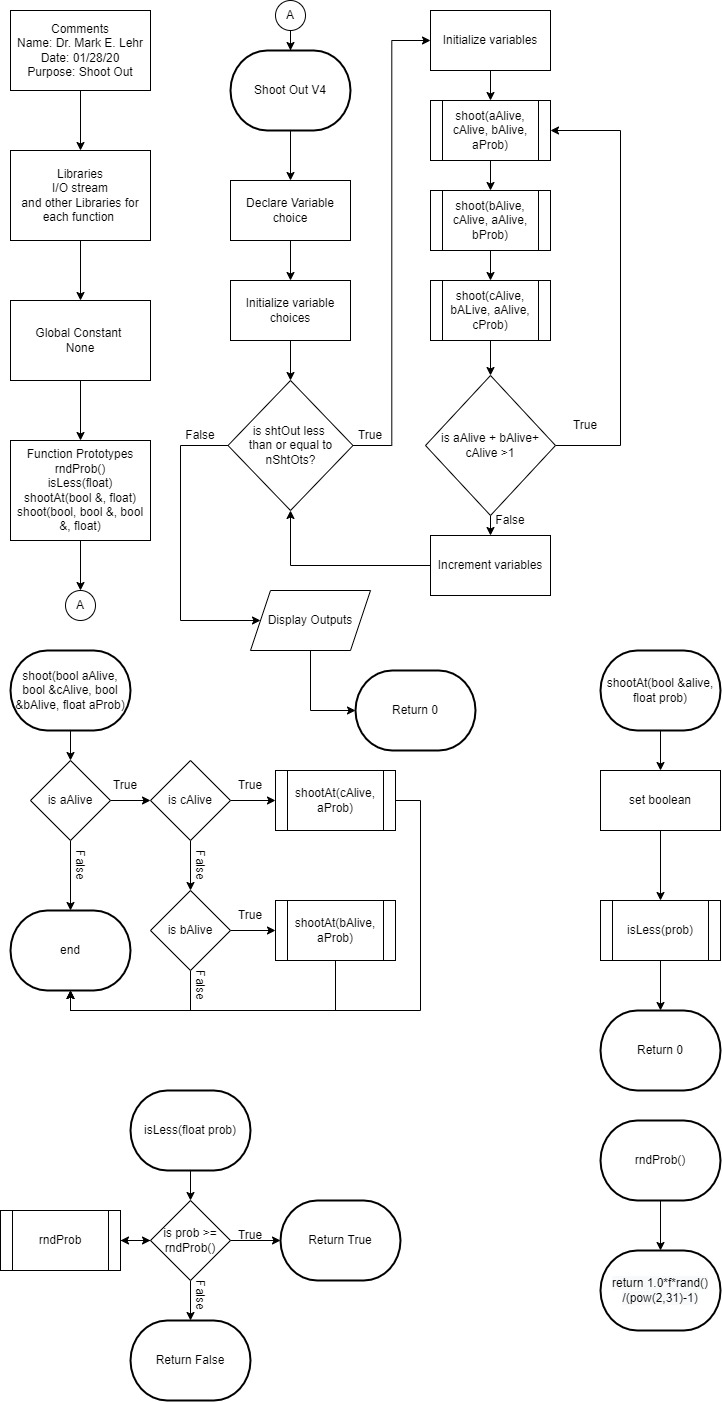 Comments
Name: Dr. Mark E. Lehr
Date: 01/28/20
Purpose: Shoot Out
Libraries
I/O stream
and other Libraries for
each function
Global Constant
None
Function Prototypes
rndProb()
isLess(float)
shootAt(bool &, float)
shoot(bool, bool &, bool
&, float)
A
A
Shoot Out V4
Declare Variable
choice
Initialize variable
choices
is shtOut less
than or equal to
nShtOts?
False
True
Initialize variables
shoot(aAlive,
cAlive, bAlive,
aProb)
shoot(bAlive,
cAlive, aAlive,
bProb)
shoot(cAlive,
bALive, aAlive,
cProb)
is aAlive + bAlive+
cAlive >1
True
False
Increment variables
Display Outputs
Return 0
shoot(bool aAlive,
bool &cAlive, bool
&bAlive, float aProb)
is aAlive
True
is cAlive
True
shootAt(cAlive,
aProb)
False
False
end
is bAlive
True
shootAt(bAlive,
aProb)
False
shootAt(bool &alive,
float prob)
set boolean
isLess(prob)
Return 0
isLess(float prob)
rndProb
is prob >=
rndProb()
True
Return True
False
Return False
rndProb()
return 1.0*f*rand()
/(pow(2,31)-1)